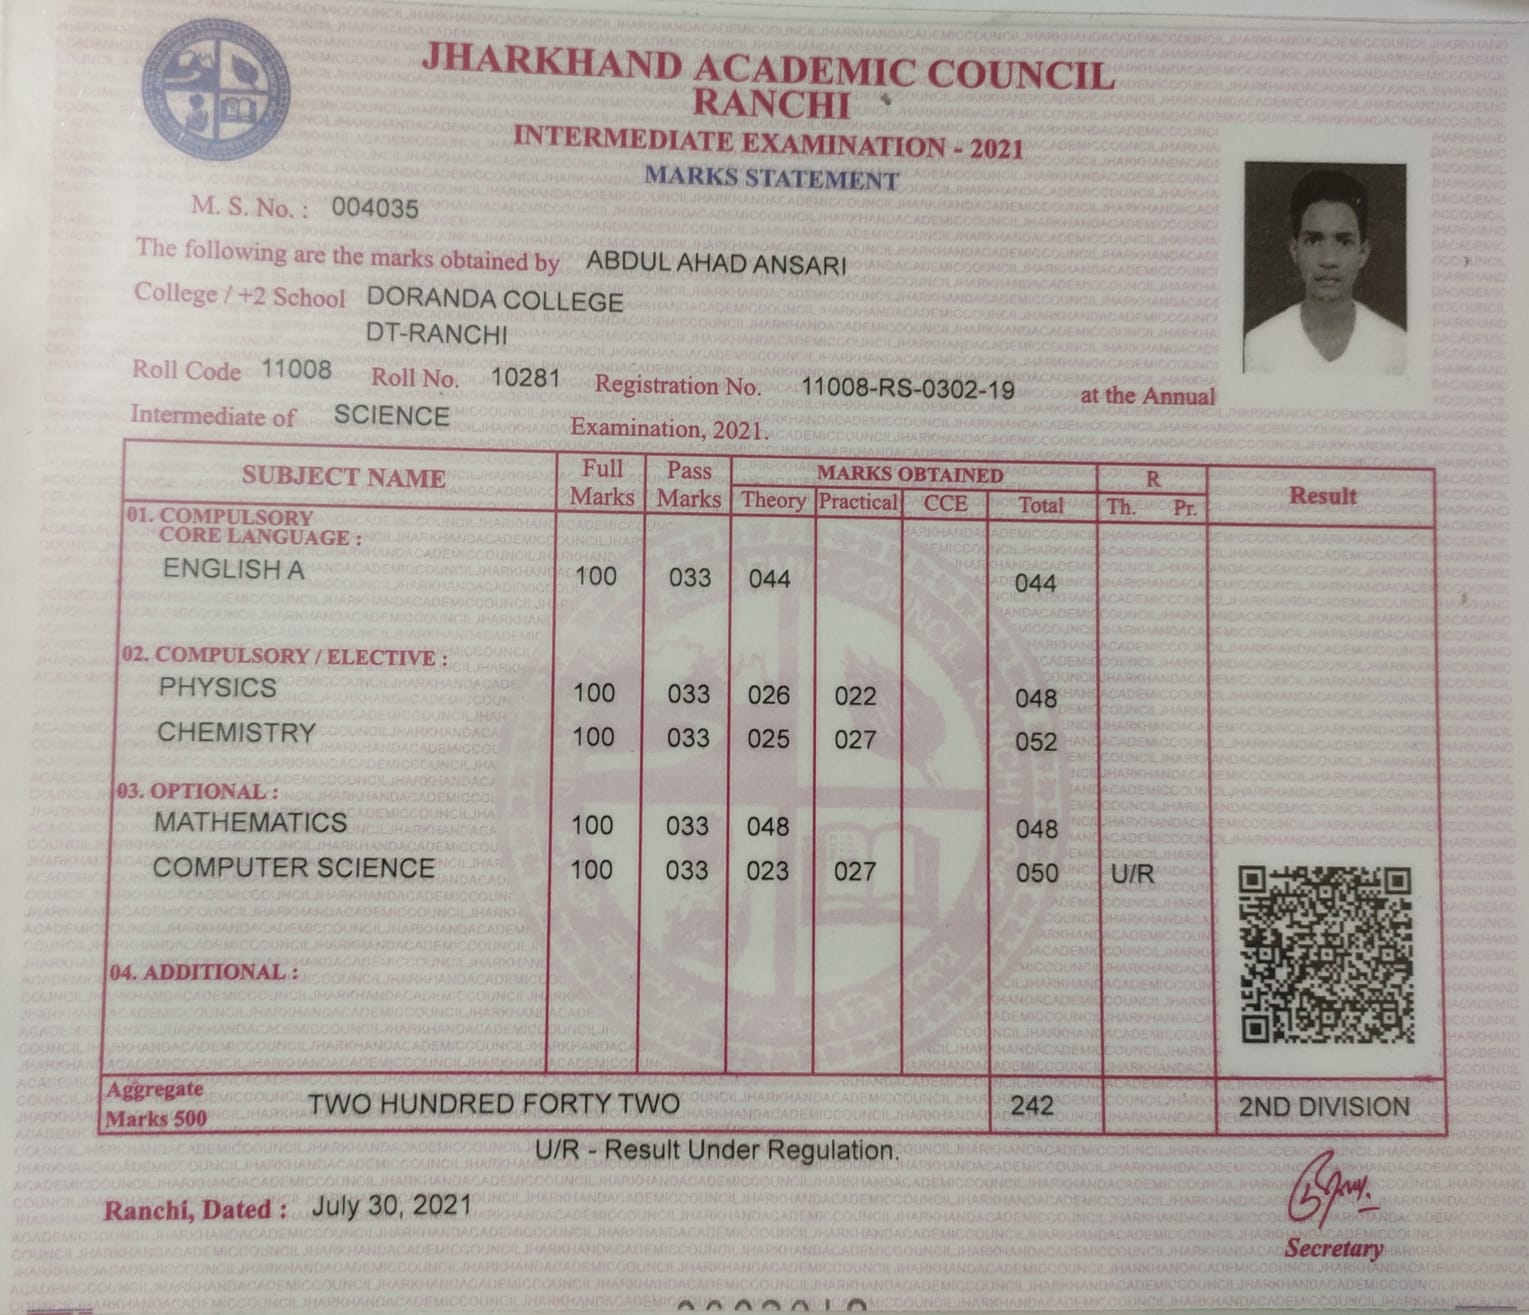 JHARKHAND ACADEMIC COUNCIL
RANCHI
INTERMEDIATE EXAMINATION - 2021
MARKS STATEMENT
M. S. No. : 004035
The following are the marks obtained by ABDUL AHAD ANSARI
College / +2 School DORANDA COLLEGE
DT-RANCHI
Roll Code 11008 Roll No. 10281 Registration No. 11008-RS-0302-19 at the Annual
Intermediate of SCIENCE Examination, 2021.
SUBJECT NAME Full Marks Pass Marks MARKS OBTAINED R Result
Theory Practical CCE Total Th. Pr.
01. COMPULSORY
CORE LANGUAGE :
ENGLISH A 100 033 044 044
02. COMPULSORY / ELECTIVE :
PHYSICS 100 033 026 022 048
CHEMISTRY 100 033 025 027 052
03. OPTIONAL :
MATHEMATICS 100 033 048 048
COMPUTER SCIENCE 100 033 023 027 050 U/R
04. ADDITIONAL :
Aggregate
Marks 500 TWO HUNDRED FORTY TWO 242 2ND DIVISION
U/R - Result Under Regulation.
Ranchi, Dated : July 30, 2021
Secretary